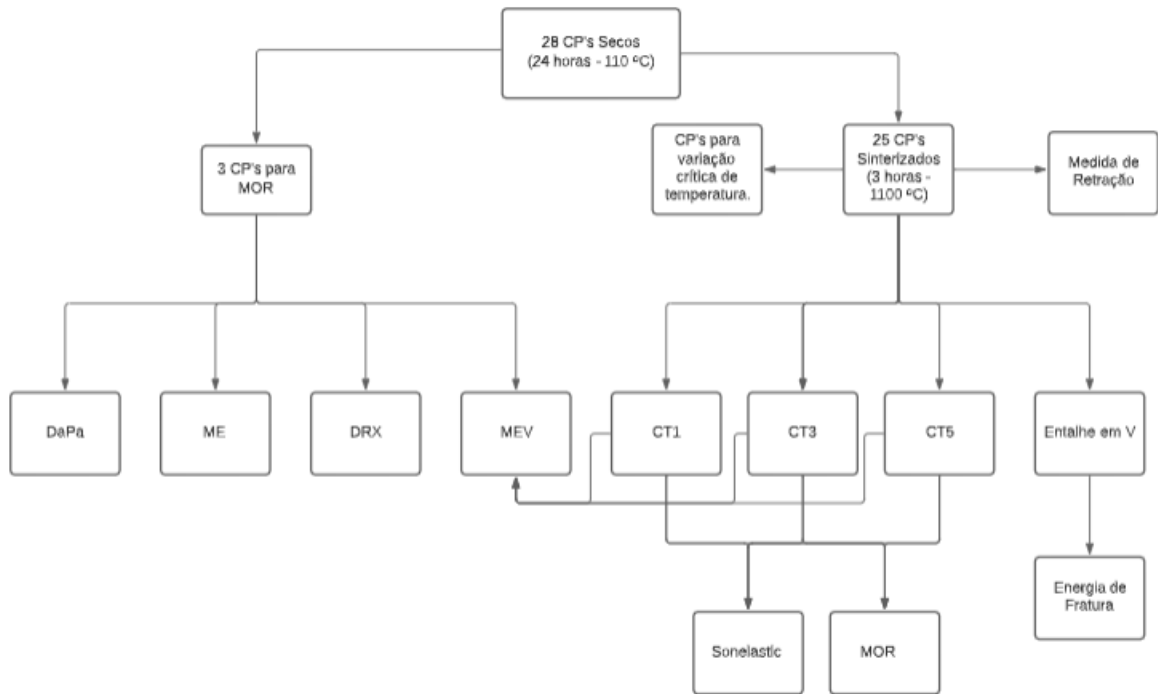 28 CP's Secos
(24 horas - 110 ºC)
3 CP's para
MOR
CP's para
variação
crítica de
temperatura.
25 CP's
Sinterizados
(3 horas -
1100 ºC)
Medida de
Retração
DaPa
ME
DRX
MEV
CT1
CT3
CT5
Entalhe em V
Sonelastic
MOR
Energia de
Fratura